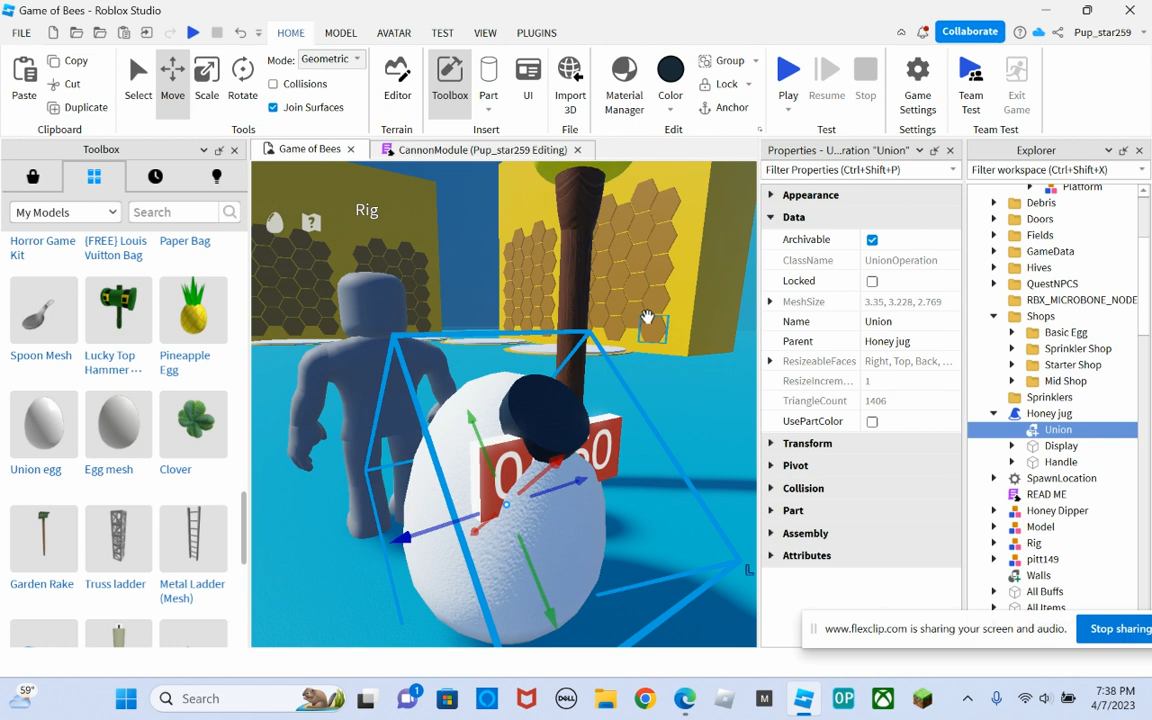 Game of Bees - Roblox Studio
FILE HOME MODEL AVATAR TEST VIEW PLUGINS Collaborate Pup_star259
Copy
Cut
Duplicate
Paste
Clipboard
Select Move Scale Rotate
Mode: Geometric
Collisions
Join Surfaces
Tools
Editor
Terrain
Toolbox Part UI
Insert
Import
3D
File
Material
Manager
Color
Group
Lock
Anchor
Edit
Play Resume Stop
Test
Game
Settings
Settings
Team
Test
Exit
Game
Team Test
Toolbox
My Models Search
Horror Game
Kit
{FREE} Louis
Vuitton Bag
Paper Bag
Spoon Mesh
Lucky Top
Hammer ...
Pineapple
Egg
Union egg Egg mesh Clover
Garden Rake Truss ladder Metal Ladder
(Mesh)
Game of Bees
CannonModule (Pup_star259 Editing)
Rig
?
L
Properties - U...ration "Union"
Filter Properties (Ctrl+Shift+P)
Appearance
Data
Archivable
ClassName UnionOperation
Locked
MeshSize 3.35, 3.228, 2.769
Name Union
Parent Honey jug
ResizeableFaces Right, Top, Back, ...
ResizeIncrem... 1
TriangleCount 1406
UsePartColor
Transform
Pivot
Collision
Part
Assembly
Attributes
Explorer
Filter workspace (Ctrl+Shift+X)
Platform
Debris
Doors
Fields
GameData
Hives
QuestNPCS
RBX_MICROBONE_NODE
Shops
Basic Egg
Sprinkler Shop
Starter Shop
Mid Shop
Sprinklers
Honey jug
Union
Display
Handle
SpawnLocation
READ ME
Honey Dipper
Model
Rig
pitt149
Walls
All Buffs
All Items
www.flexclip.com is sharing your screen and audio.
Stop sharing
59°
Search
1
DELL
M
OP
7:38 PM
4/7/2023